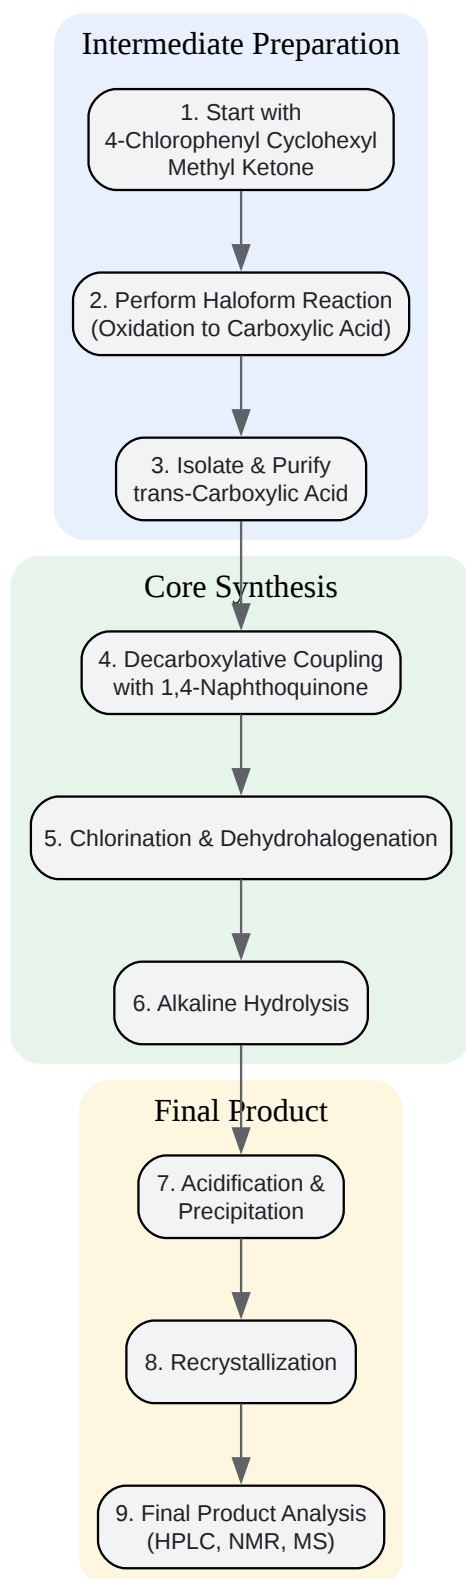 Intermediate Preparation
1. Start with
4-Chlorophenyl Cyclohexyl
Methyl Ketone
2. Perform Haloform Reaction
(Oxidation to Carboxylic Acid)
3. Isolate & Purify
trans-Carboxylic Acid
Core Synthesis
4. Decarboxylative Coupling
with 1,4-Naphthoquinone
5. Chlorination & Dehydrohalogenation
6. Alkaline Hydrolysis
Final Product
7. Acidification &
Precipitation
8. Recrystallization
9. Final Product Analysis
(HPLC, NMR, MS)